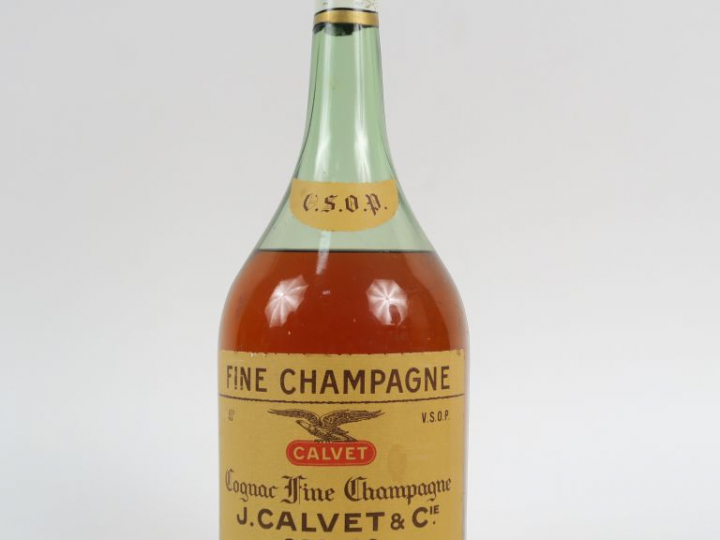 V.S.O.P.
FINE CHAMPAGNE
V.S.O.P.
CALVET
Cognac Fine Champagne
J. CALVET & CIE